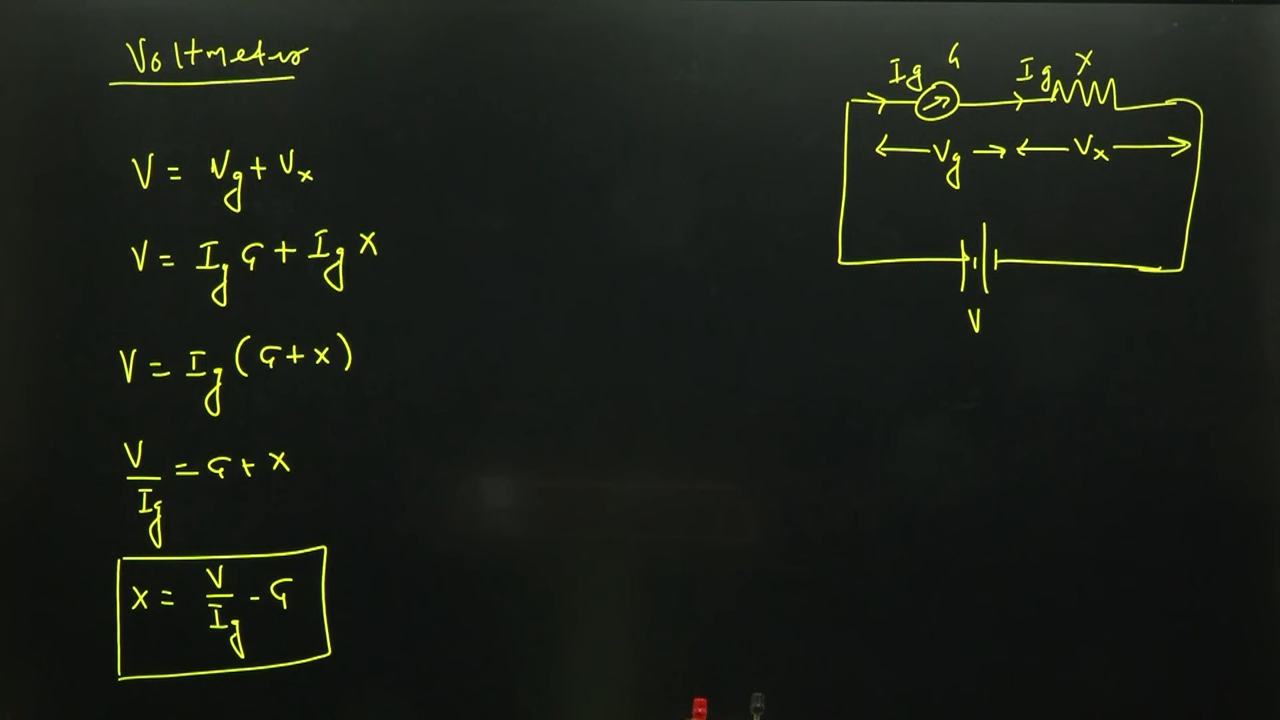 Voltmeter
V = Vg + Vx
V = Ig G + Ig X
V = Ig (G + X)
V/Ig = G + X
X = V/Ig - G
Ig G Ig X
Vg Vx
V